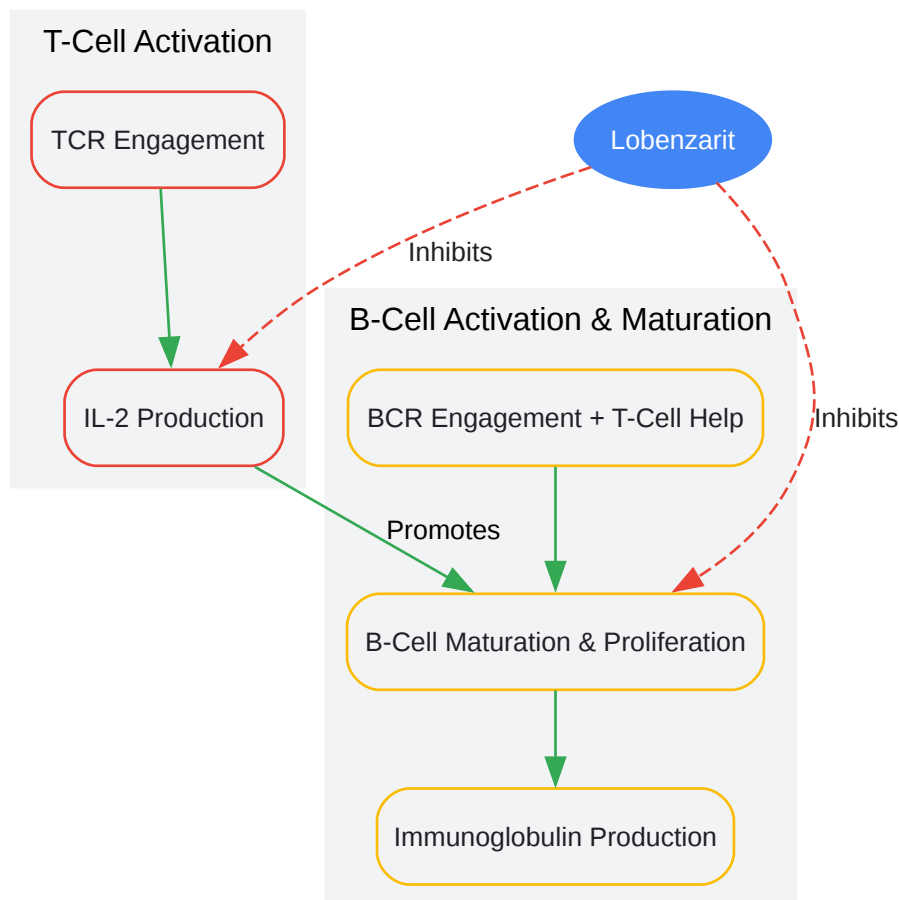 T-Cell Activation
TCR Engagement
Lobenzarit
Inhibits
B-Cell Activation & Maturation
IL-2 Production
BCR Engagement + T-Cell Help
Inhibits
Promotes
B-Cell Maturation & Proliferation
Immunoglobulin Production